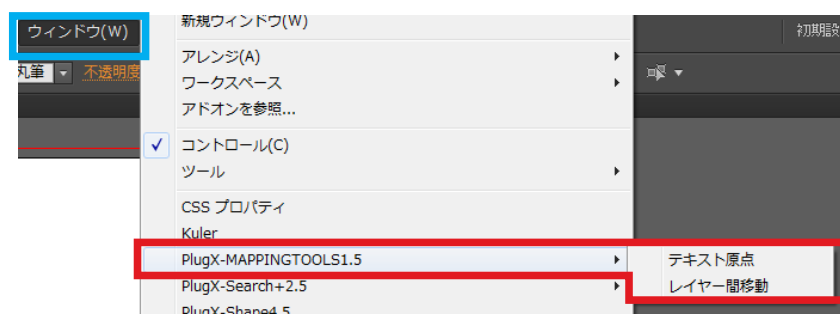 ウィンドウ(W)
新規ウィンドウ(W)
初期設
アレンジ(A)
丸筆
不透明度
ワークスペース
アドオンを参照...
コントロール(C)
ツール
CSS プロパティ
Kuler
PlugX-MAPPINGTOOLS1.5
テキスト原点
PlugX-Search+2.5
レイヤー間移動
PlugX-Shape4.5